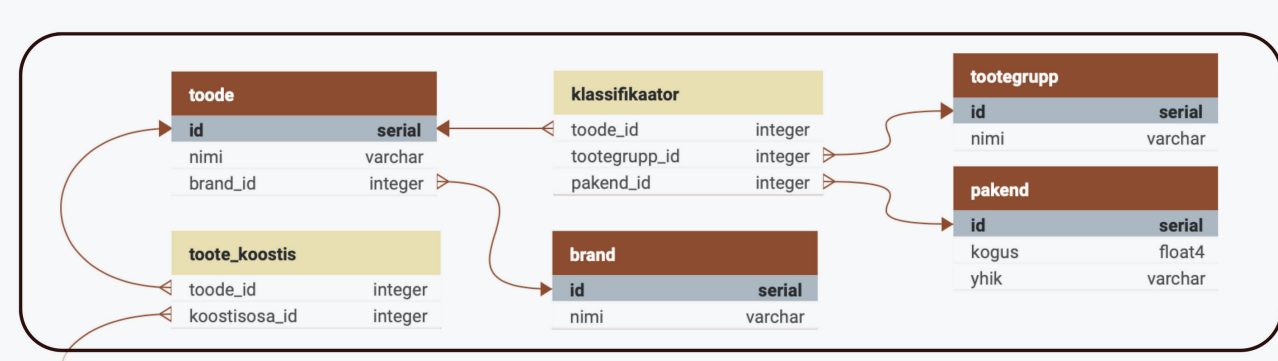 toode
id serial
nimi varchar
brand_id integer
klassifikaator
toode_id integer
tootegrupp_id integer
pakend_id integer
tootegrupp
id serial
nimi varchar
pakend
id serial
kogus float4
yhik varchar
toote_koostis
toode_id integer
koostisosa_id integer
brand
id serial
nimi varchar